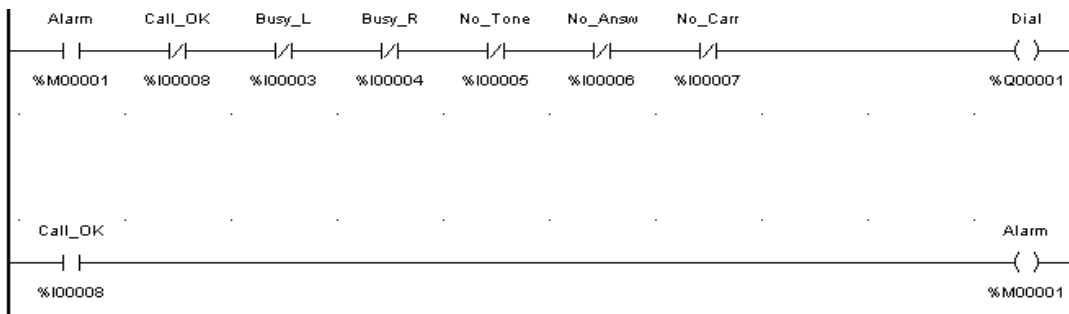 Alarm Call_OK Busy_L Busy_R No_Tone No_Answ No_Carr Dial
%M00001 %I00008 %I00003 %I00004 %I00005 %I00006 %I00007 %Q00001
Call_OK Alarm
%I00008 %M00001